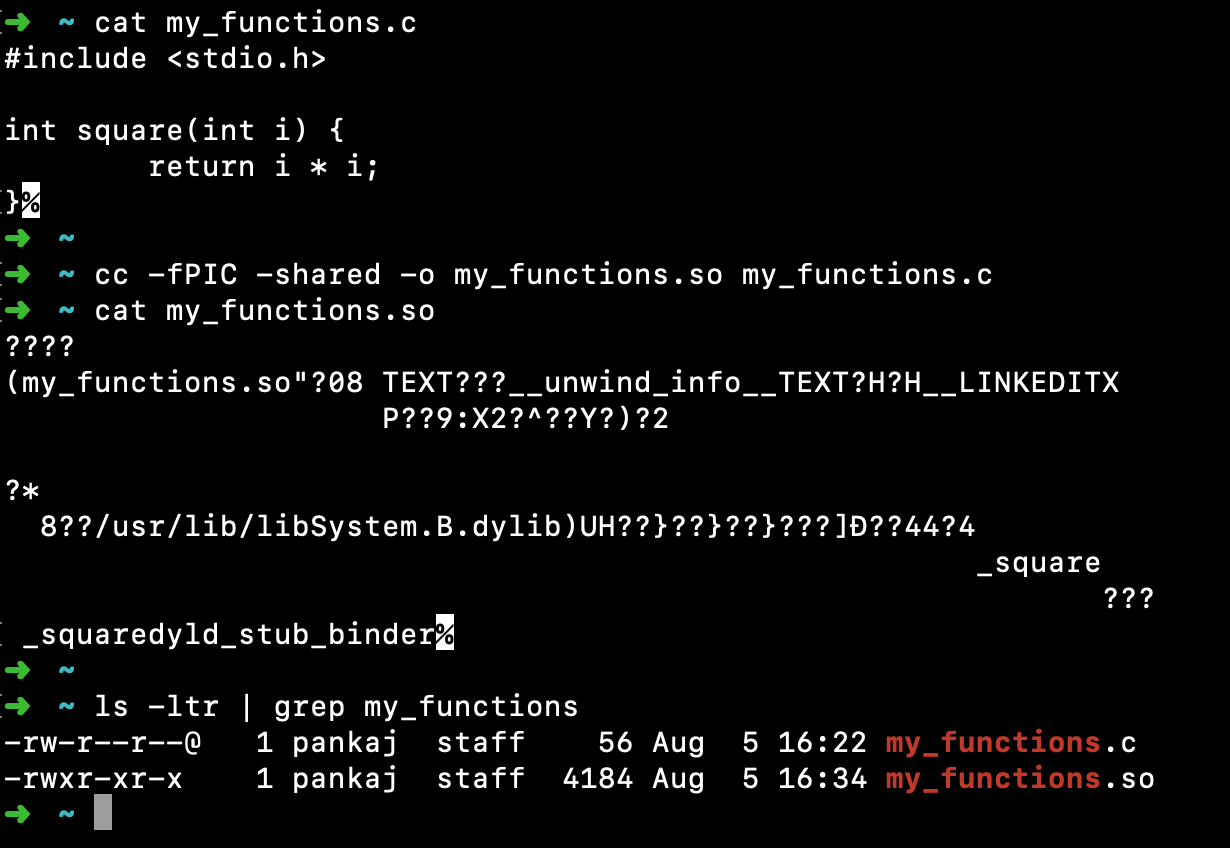 ➜  ~ cat my_functions.c
#include <stdio.h>
int square(int i) {
        return i * i;
}%
➜  ~
➜  ~ cc -fPIC -shared -o my_functions.so my_functions.c
➜  ~ cat my_functions.so
????
(my_functions.so"?08 TEXT???__unwind_info__TEXT?H?H__LINKEDITX
                     P??9:X2?^??Y?)?2
?*
  8??/usr/lib/libSystem.B.dylib)UH??}??}??}???]Ð??44?4
                                                      _square
                                                             ???
 _squaredyld_stub_binder%
➜  ~
➜  ~ ls -ltr | grep my_functions
-rw-r--r--@   1 pankaj  staff    56 Aug  5 16:22 my_functions.c
-rwxr-xr-x    1 pankaj  staff  4184 Aug  5 16:34 my_functions.so
➜  ~